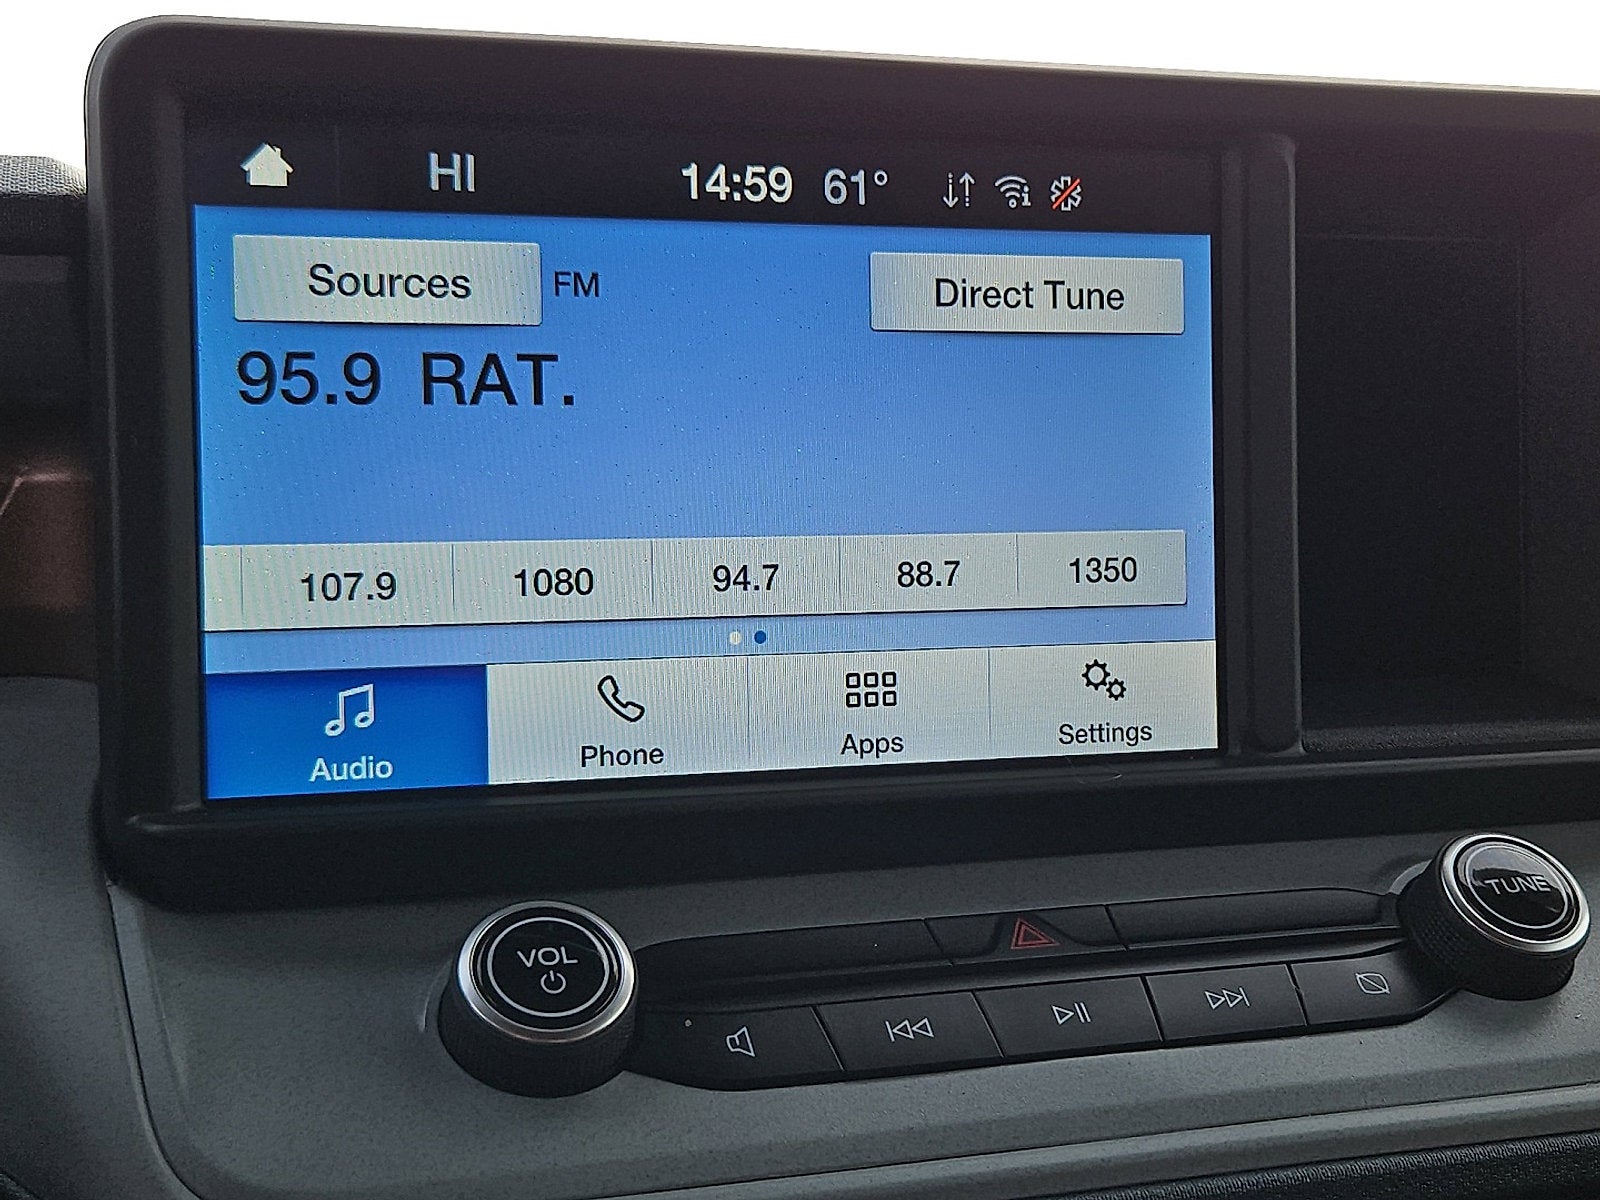 HI 14:59 61°
Sources FM Direct Tune
95.9 RAT.
107.9 1080 94.7 88.7 1350
Audio Phone Apps Settings
TUNE
VOL